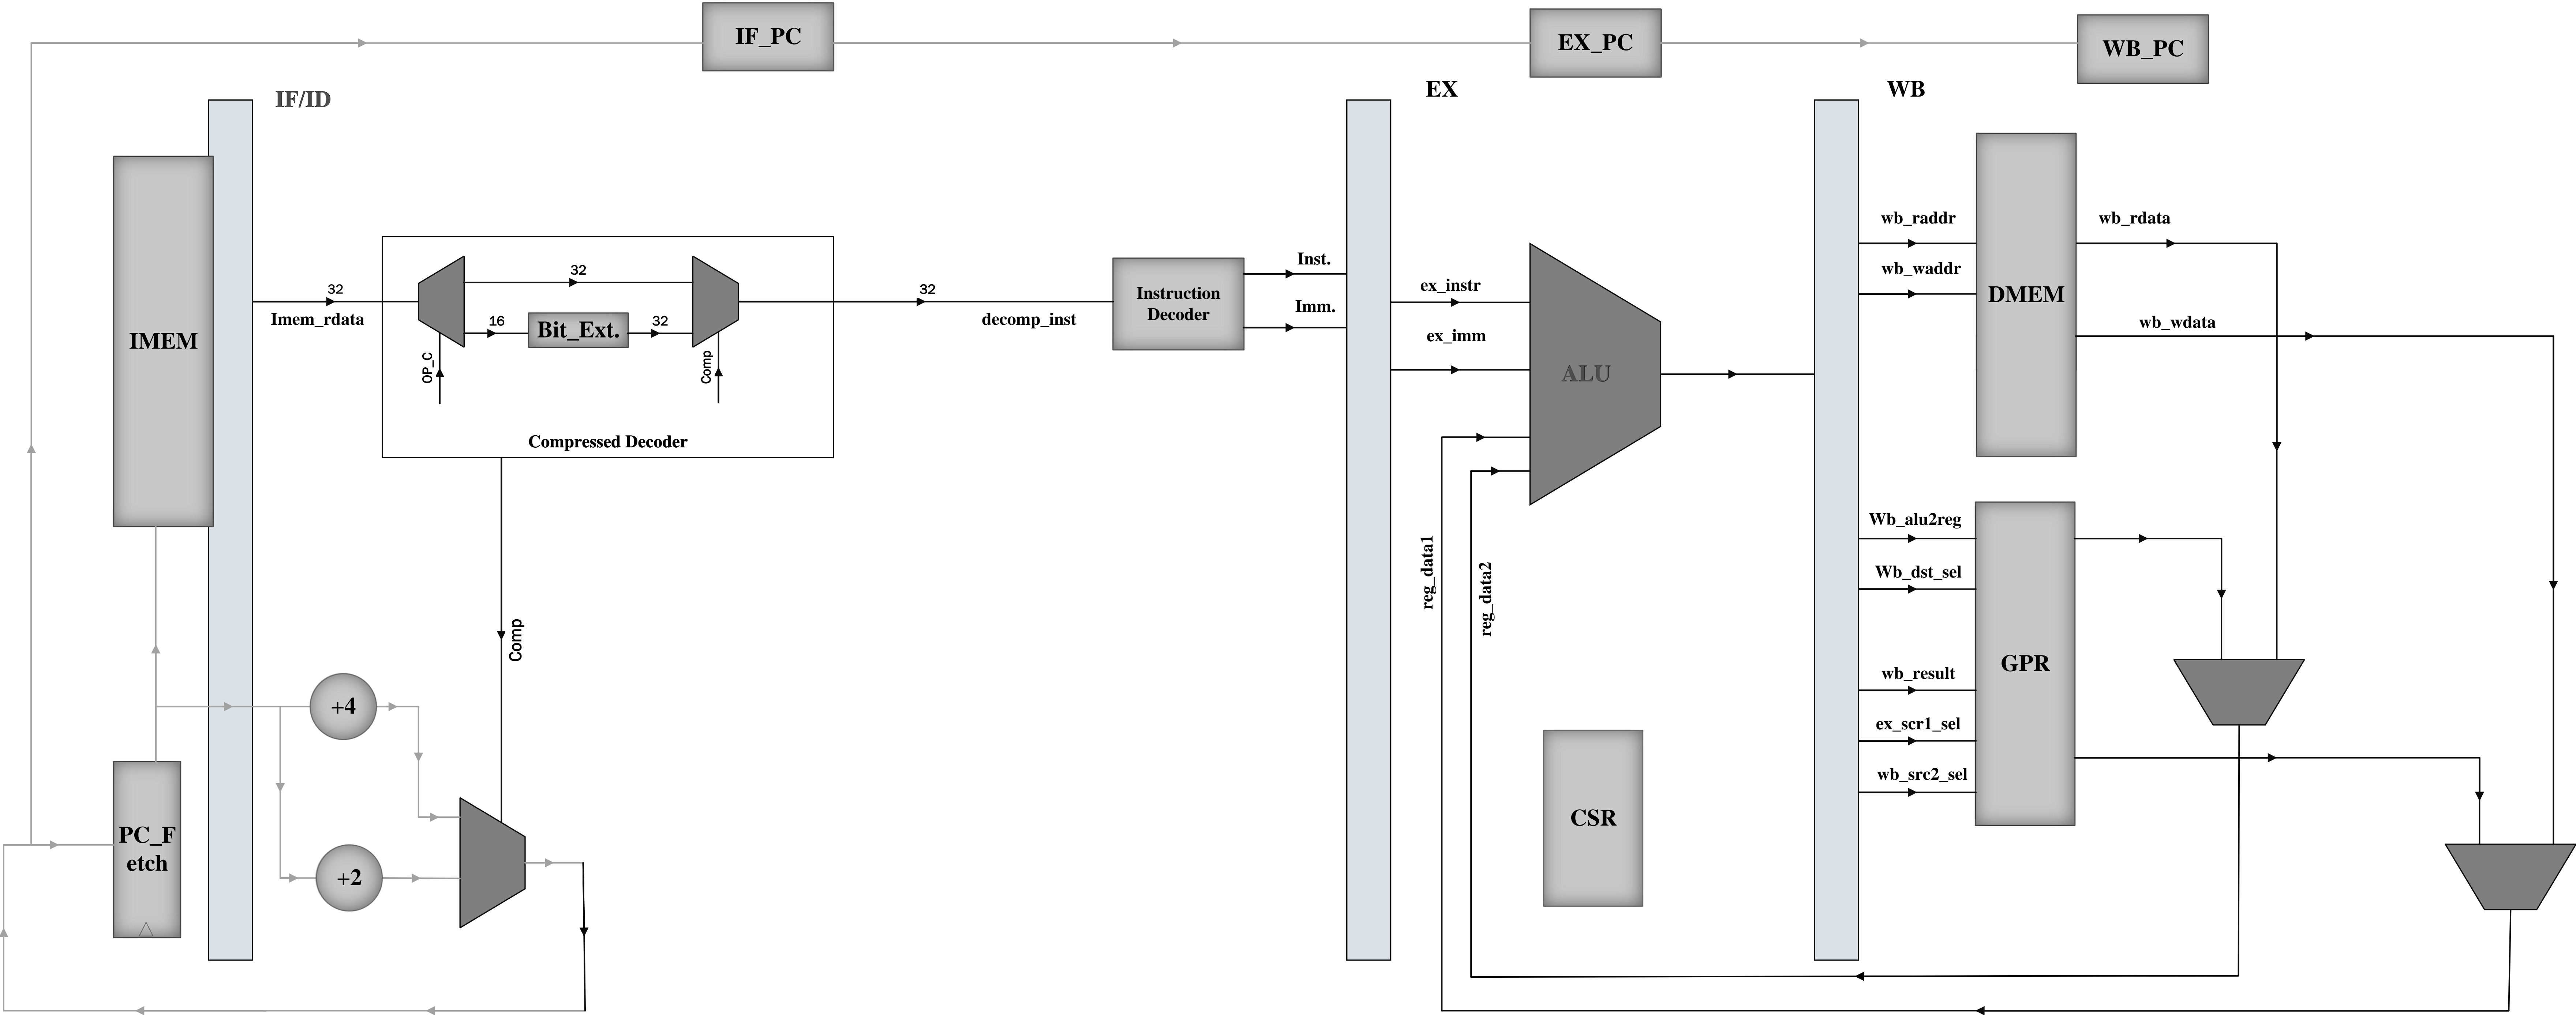 IF_PC
EX_PC
WB_PC
IF/ID
EX
WB
IMEM
32
Imem_rdata
32
16
Bit_Ext.
32
OP_C
Comp
Compressed Decoder
32
decomp_inst
Instruction
Decoder
Inst.
Imm.
ex_instr
ex_imm
ALU
reg_data1
reg_data2
wb_raddr
wb_waddr
DMEM
wb_rdata
wb_wdata
Wb_alu2reg
Wb_dst_sel
wb_result
ex_scr1_sel
wb_src2_sel
GPR
CSR
Comp
+4
+2
PC_F
etch